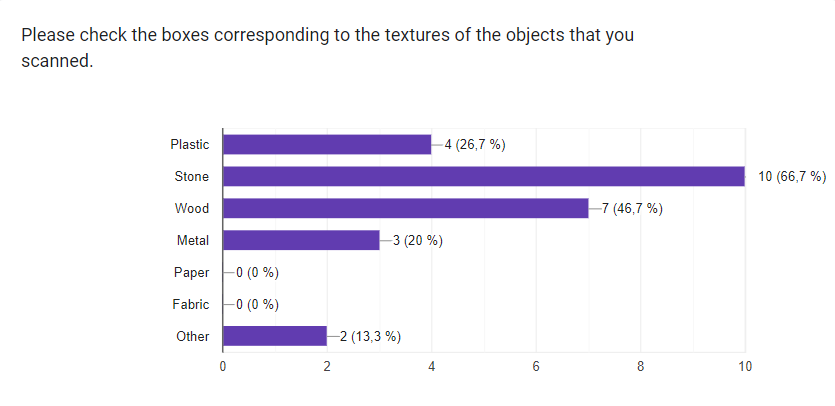 Please check the boxes corresponding to the textures of the objects that you
scanned.
Plastic 4 (26,7 %)
Stone 10 (66,7 %)
Wood 7 (46,7 %)
Metal 3 (20 %)
Paper 0 (0 %)
Fabric 0 (0 %)
Other 2 (13,3 %)
0 2 4 6 8 10